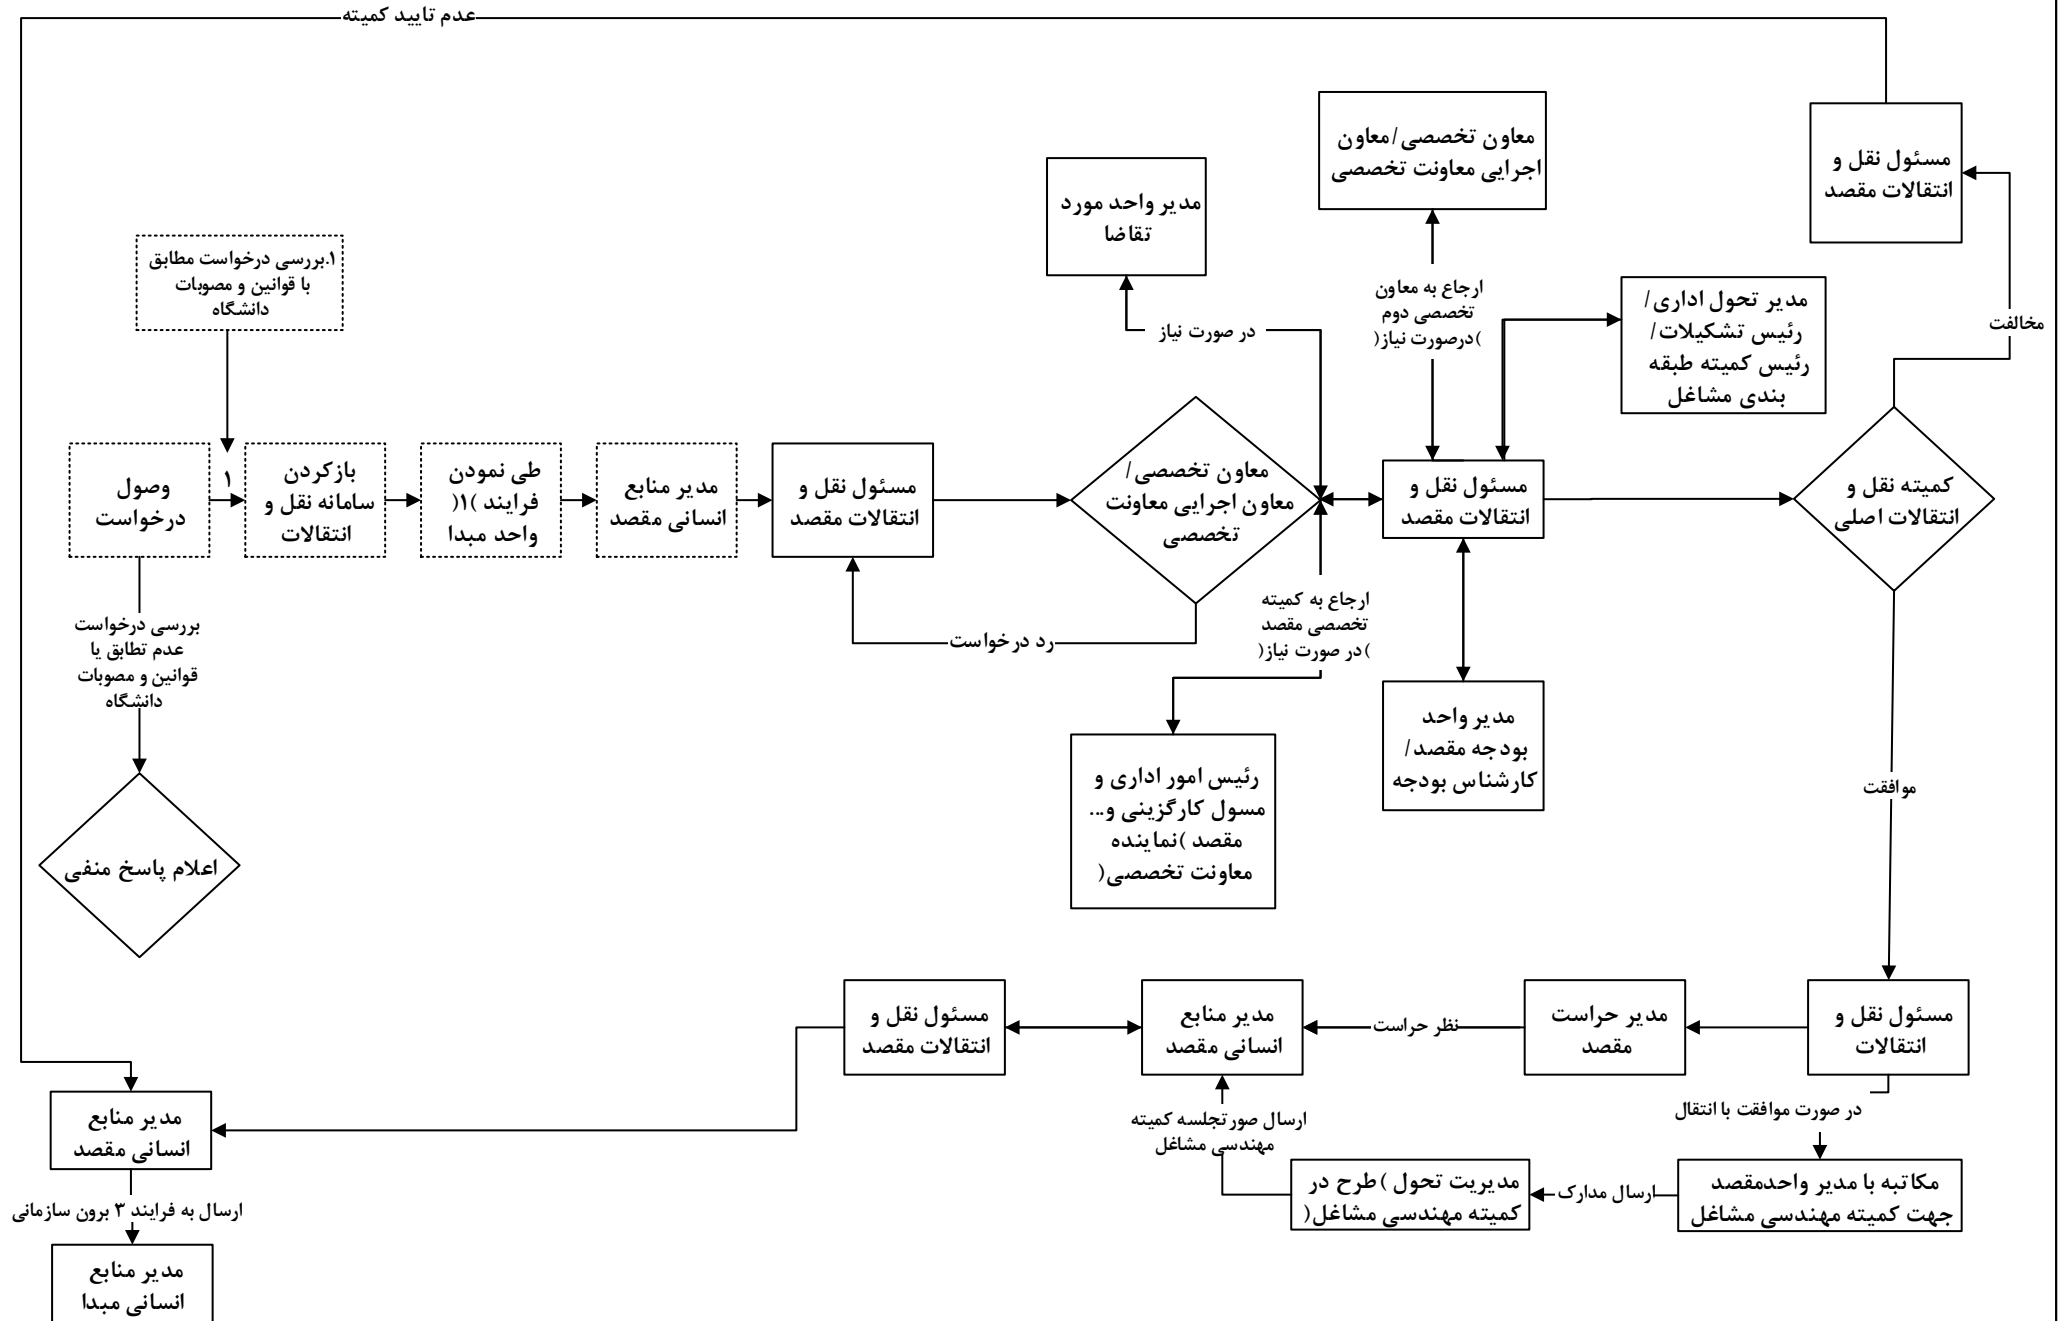 عدم تایید کمیته
معاون تخصصی/معاون
اجرایی معاونت تخصصی
مسئول نقل و
انتقالات مقصد
مدیر واحد مورد
تقاضا
۱.بررسی درخواست مطابق
با قوانین و مصوبات
دانشگاه
ارجاع به معاون
تخصصی دوم
)درصورت نیاز(
مدیر تحول اداری/
رئیس تشکیلات/
رئیس کمیته طبقه
بندی مشاغل
مخالفت
در صورت نیاز
وصول
درخواست
۱
بازکردن
سامانه نقل و
انتقالات
طی نمودن
فرایند )۱(
واحد مبدا
مدیر منابع
انسانی مقصد
مسئول نقل و
انتقالات مقصد
معاون تخصصی/
معاون اجرایی معاونت
تخصصی
مسئول نقل و
انتقالات مقصد
کمیته نقل و
انتقالات اصلی
بررسی درخواست
عدم تطابق یا
قوانین و مصوبات
دانشگاه
رد درخواست
ارجاع به کمیته
تخصصی مقصد
)در صورت نیاز(
مدیر واحد
بودجه مقصد/
کارشناس بودجه
رئیس امور اداری و
مسول کارگزینی و...
مقصد )نماینده
معاونت تخصصی(
موافقت
اعلام پاسخ منفی
مسئول نقل و
انتقالات
مدیر حراست
مقصد
نظر حراست
مدیر منابع
انسانی مقصد
مسئول نقل و
انتقالات مقصد
مدیر منابع
انسانی مقصد
در صورت موافقت با انتقال
ارسال صورتجلسه کمیته
مهندسی مشاغل
مکاتبه با مدیر واحدمقصد
جهت کمیته مهندسی مشاغل
ارسال مدارک
مدیریت تحول )طرح در
کمیته مهندسی مشاغل(
ارسال به فرایند ۳ برون سازمانی
مدیر منابع
انسانی مبدا